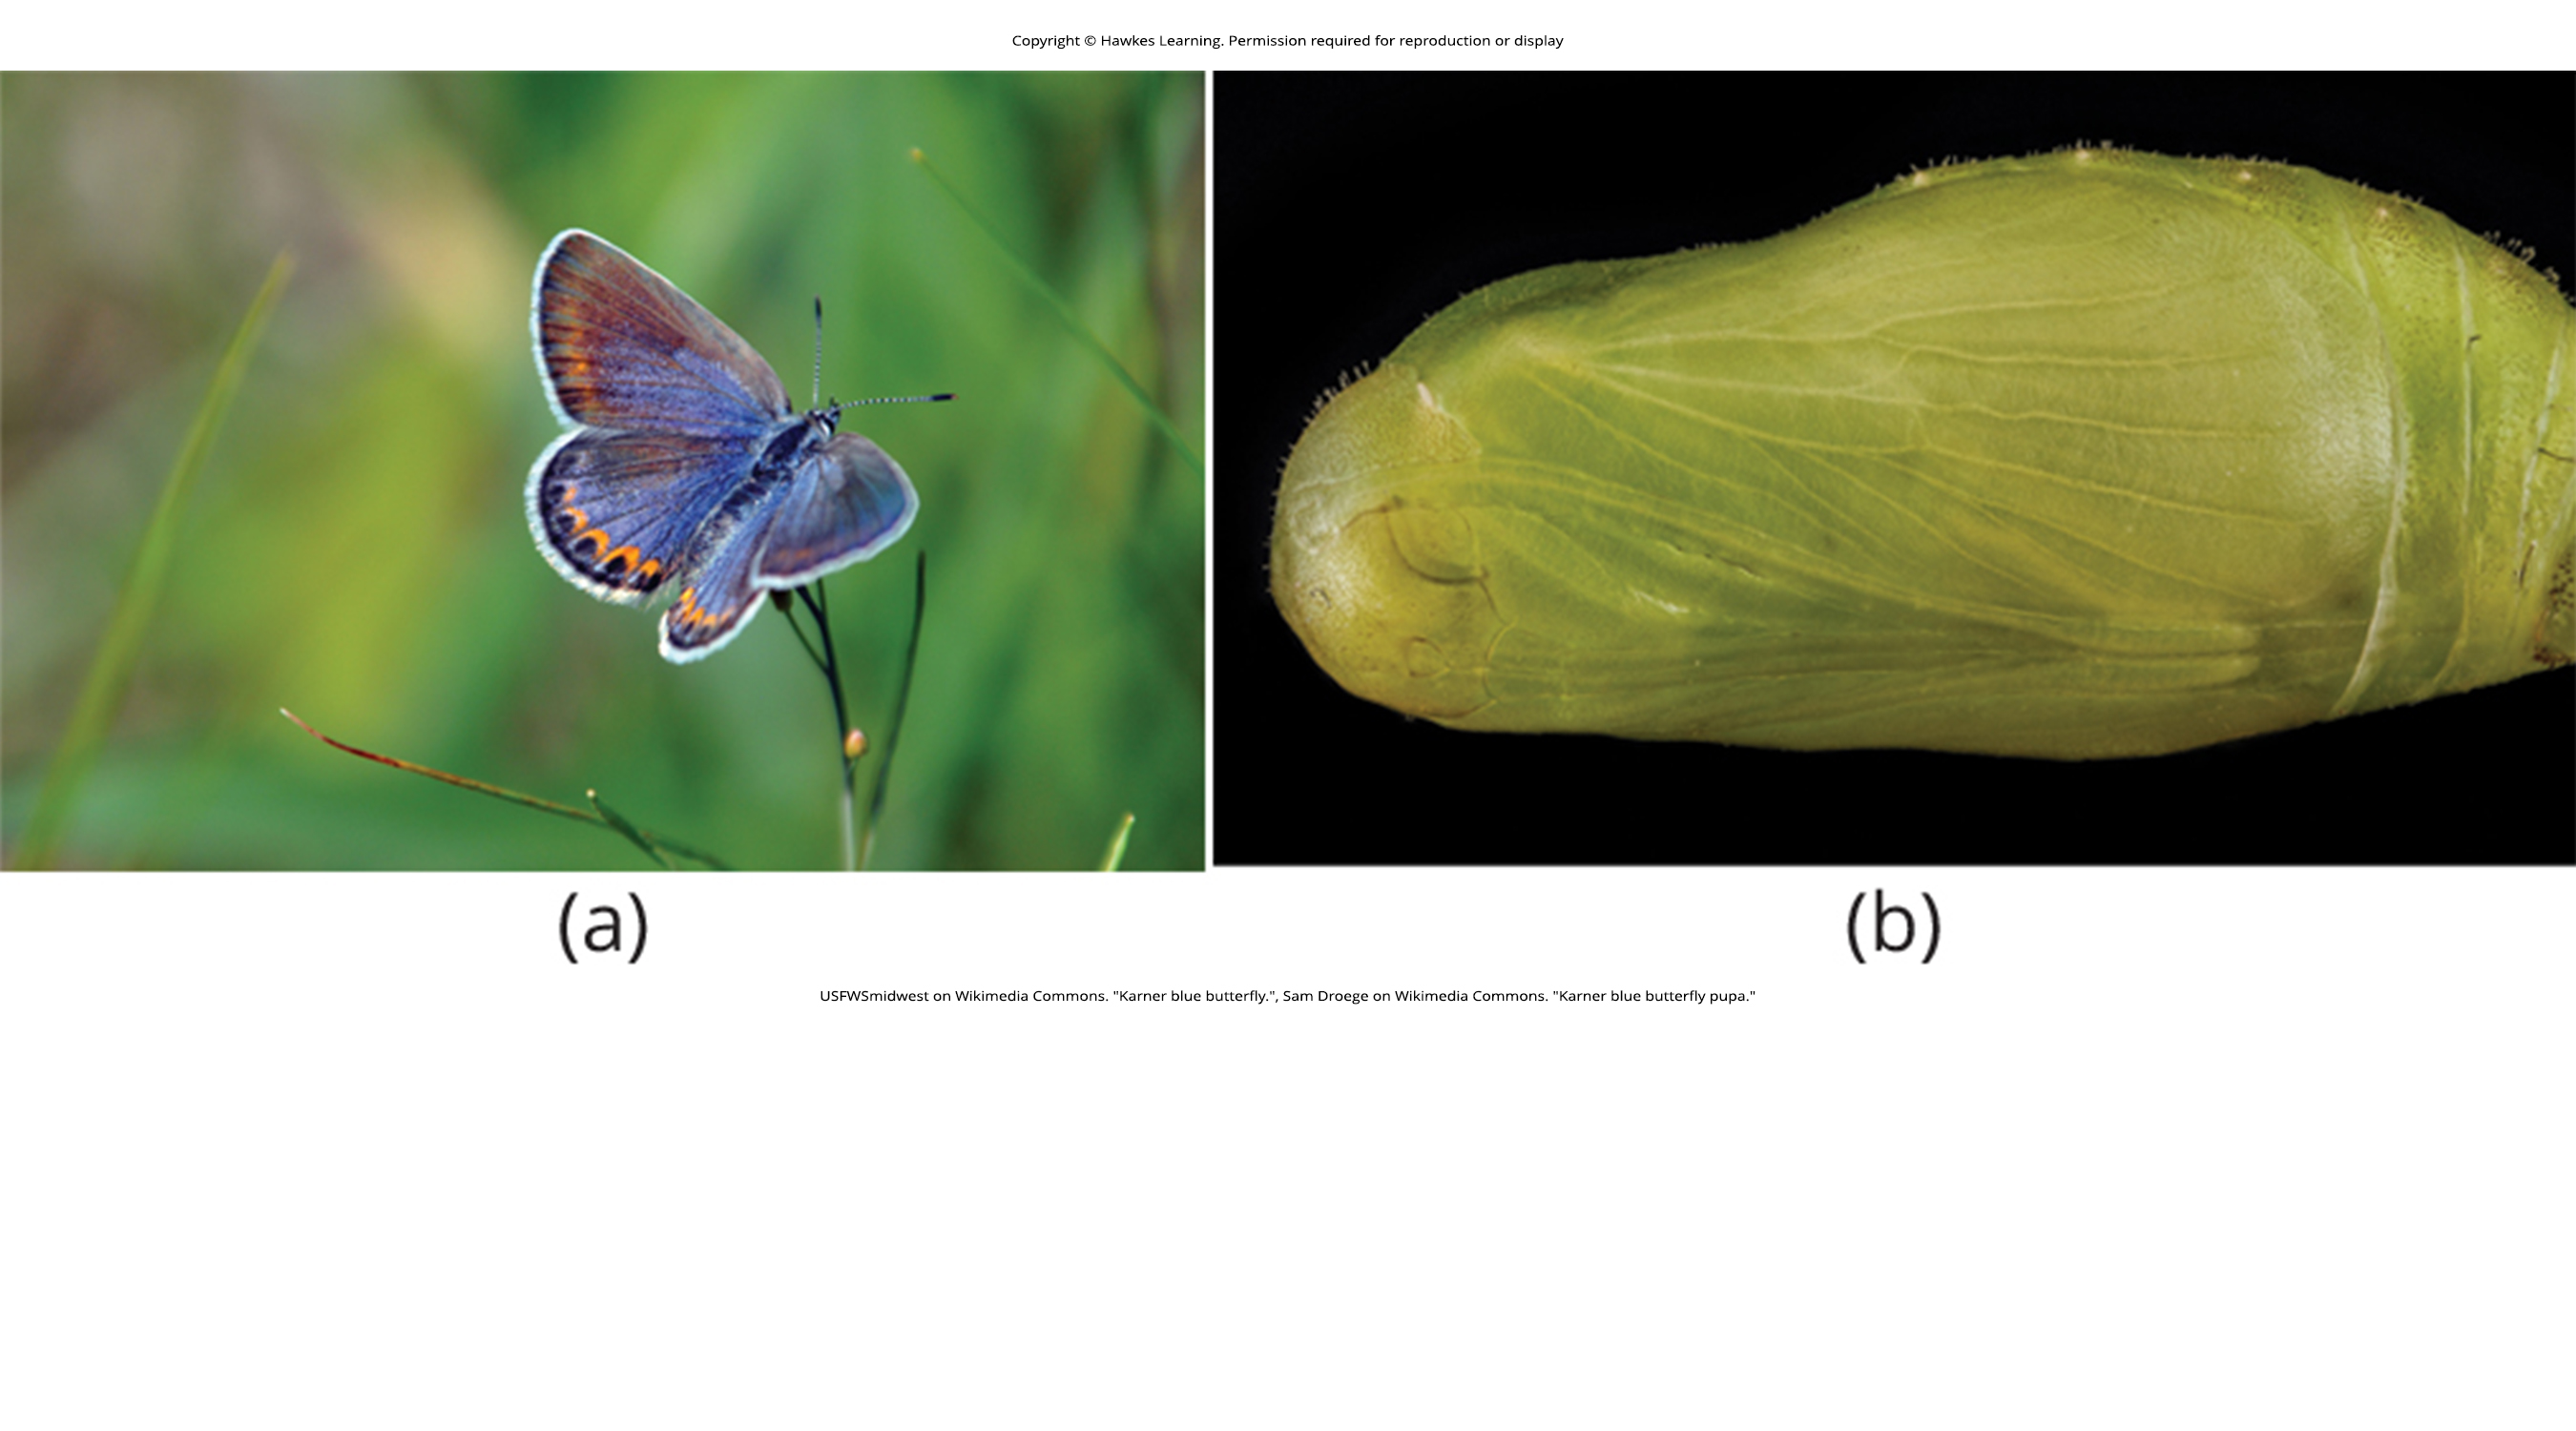 Copyright © Hawkes Learning. Permission required for reproduction or display
(a)
(b)
USFWSmidwest on Wikimedia Commons. "Karner blue butterfly.", Sam Droege on Wikimedia Commons. "Karner blue butterfly pupa."